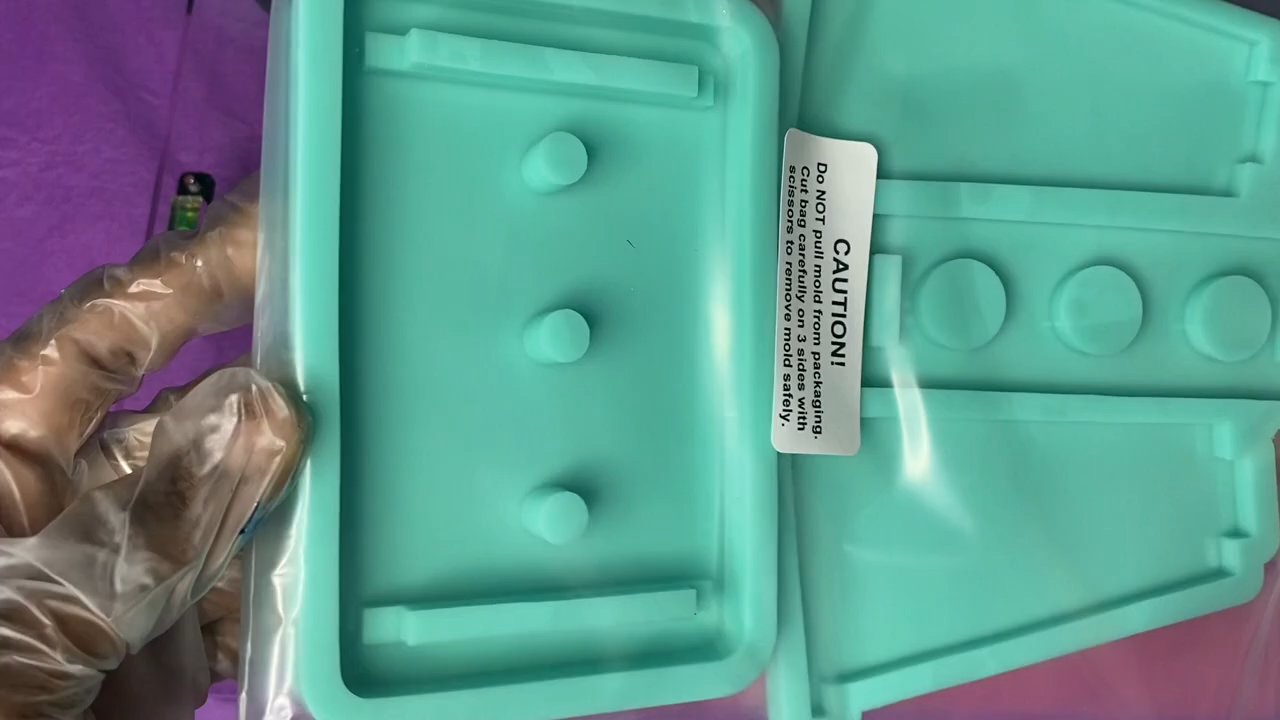 CAUTION!
Do NOT pull mold from packaging.
Cut bag carefully on 3 sides with
scissors to remove mold safely.